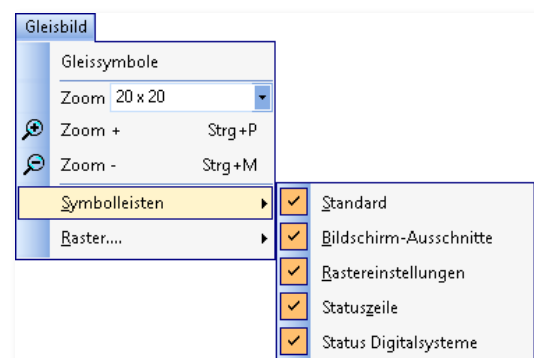 Gleisbild
Gleissymbole
Zoom 20 x 20
Zoom + Strg+P
Zoom - Strg+M
Symbolleisten
Raster....
Standard
Bildschirm-Ausschnitte
Rastereinstellungen
Statuszeile
Status Digitalsysteme